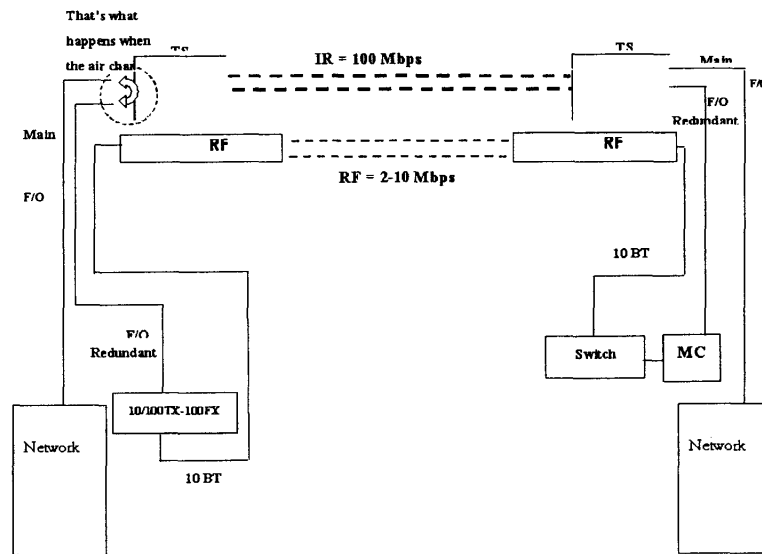 That's what
happens when
the air chan
TS
IR = 100 Mbps
TS
Main
F/O
F/O
Redundant
RF
RF
Main
RF = 2-10 Mbps
F/O
10 BT
F/O
Redundant
Switch
MC
10/100TX-100FX
Network
Network
10 BT